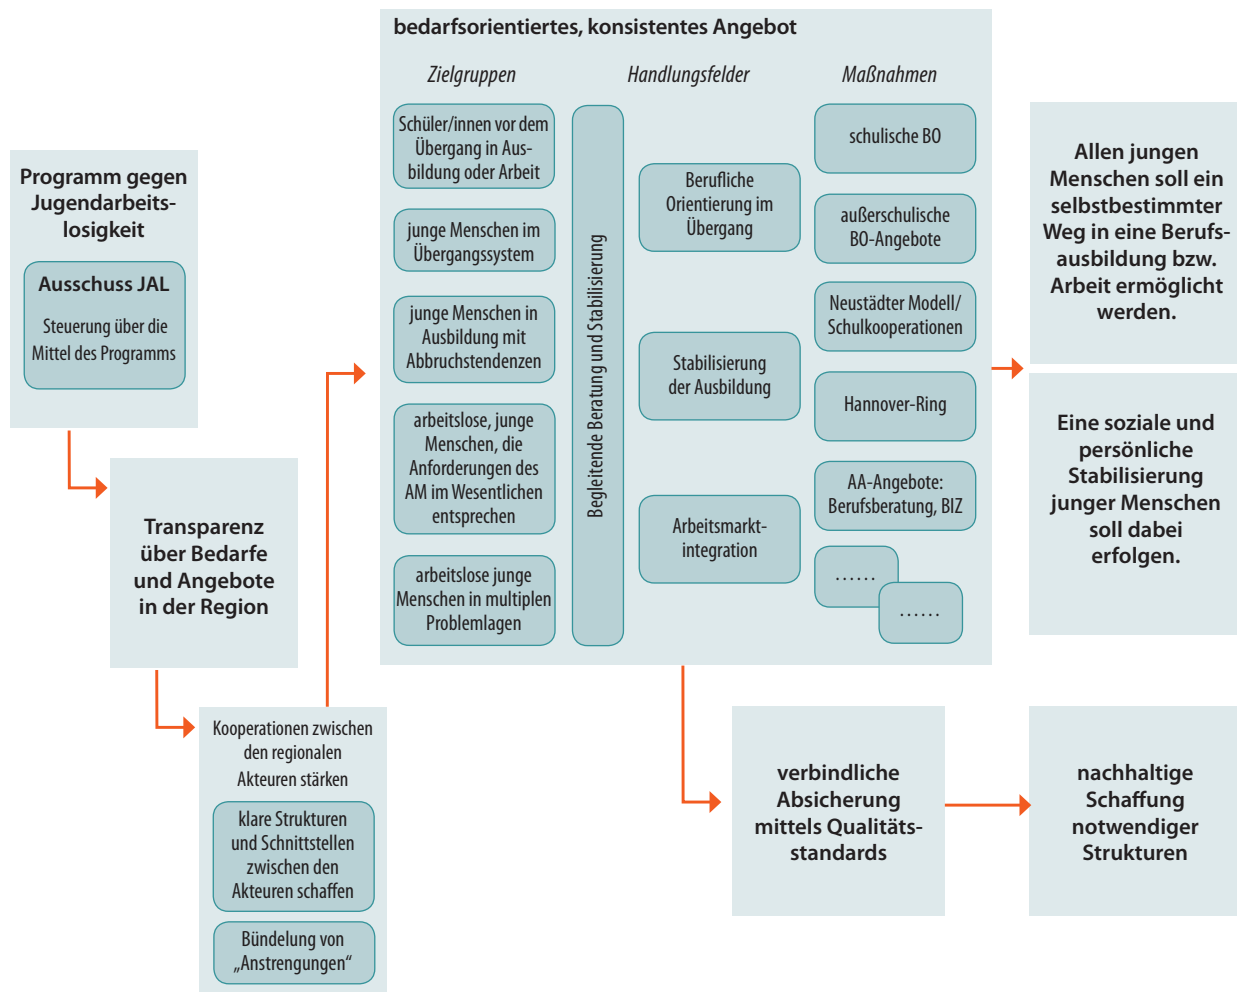 Programm gegen
Jugendarbeits-
losigkeit
Ausschuss JAL
Steuerung über die
Mittel des Programms
Transparenz
über Bedarfe
und Angebote
in der Region
Kooperationen zwischen
den regionalen
Akteuren stärken
klare Strukturen
und Schnittstellen
zwischen den
Akteuren schaffen
Bündelung von
„Anstrengungen“
bedarfsorientiertes, konsistentes Angebot
Zielgruppen
Schüler/innen vor dem
Übergang in Aus-
bildung oder Arbeit
junge Menschen im
Übergangssystem
junge Menschen in
Ausbildung mit
Abbruchstendenzen
arbeitslose, junge
Menschen, die
Anforderungen des
AM im Wesentlichen
entsprechen
arbeitslose junge
Menschen in multiplen
Problemlagen
Handlungsfelder
Begleitende Beratung und Stabilisierung
Berufliche
Orientierung im
Übergang
Stabilisierung
der Ausbildung
Arbeitsmarkt-
integration
Maßnahmen
schulische BO
außerschulische
BO-Angebote
Neustädter Modell/
Schulkooperationen
Hannover-Ring
AA-Angebote:
Berufsberatung, BIZ
......
......
Allen jungen
Menschen soll ein
selbstbestimmter
Weg in eine Berufs-
ausbildung bzw.
Arbeit ermöglicht
werden.
Eine soziale und
persönliche
Stabilisierung
junger Menschen
soll dabei
erfolgen.
verbindliche
Absicherung
mittels Qualitäts-
standards
nachhaltige
Schaffung
notwendiger
Strukturen